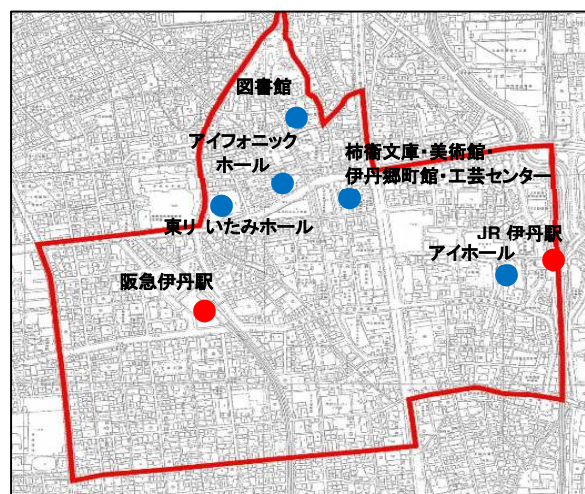 図書館
アイフォニック
ホール
柿衞文庫・美術館・
伊丹郷町館・工芸センター
東リ いたみホール
JR 伊丹駅
アイホール
阪急伊丹駅